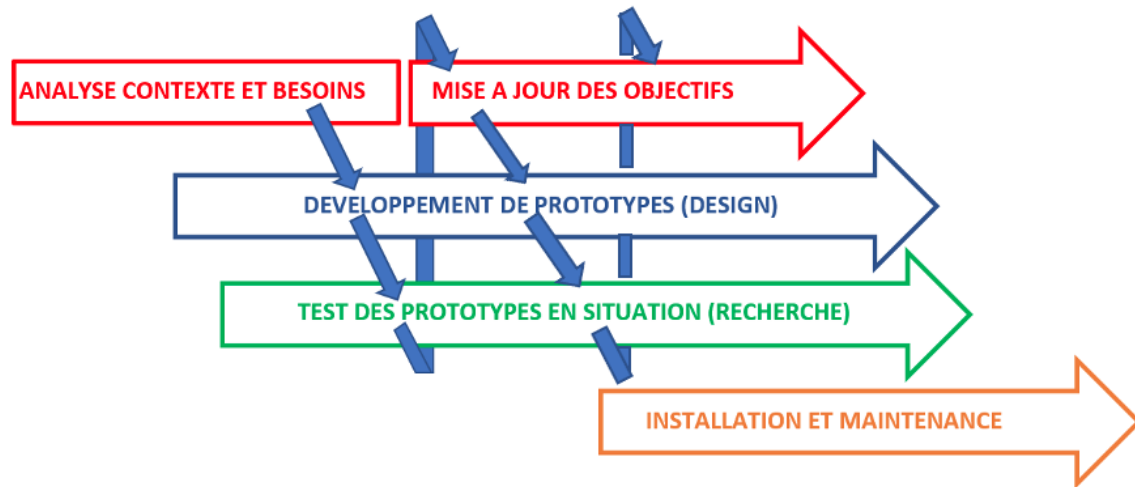 ANALYSE CONTEXTE ET BESOINS
MISE A JOUR DES OBJECTIFS
DEVELOPPEMENT DE PROTOTYPES (DESIGN)
TEST DES PROTOTYPES EN SITUATION (RECHERCHE)
INSTALLATION ET MAINTENANCE